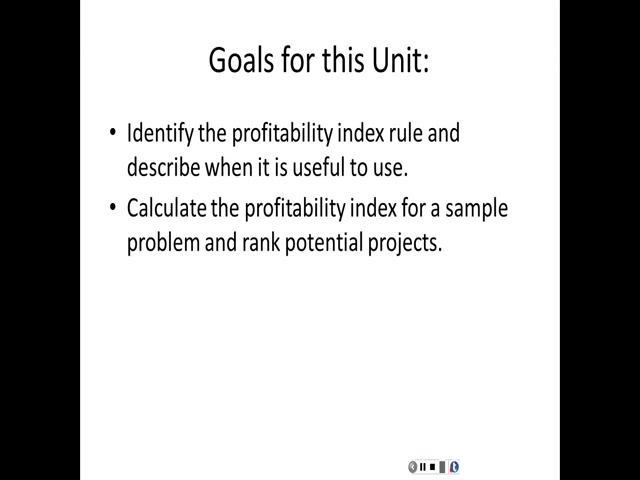 Goals for this Unit:
• Identify the profitability index rule and
describe when it is useful to use.
• Calculate the profitability index for a sample
problem and rank potential projects.